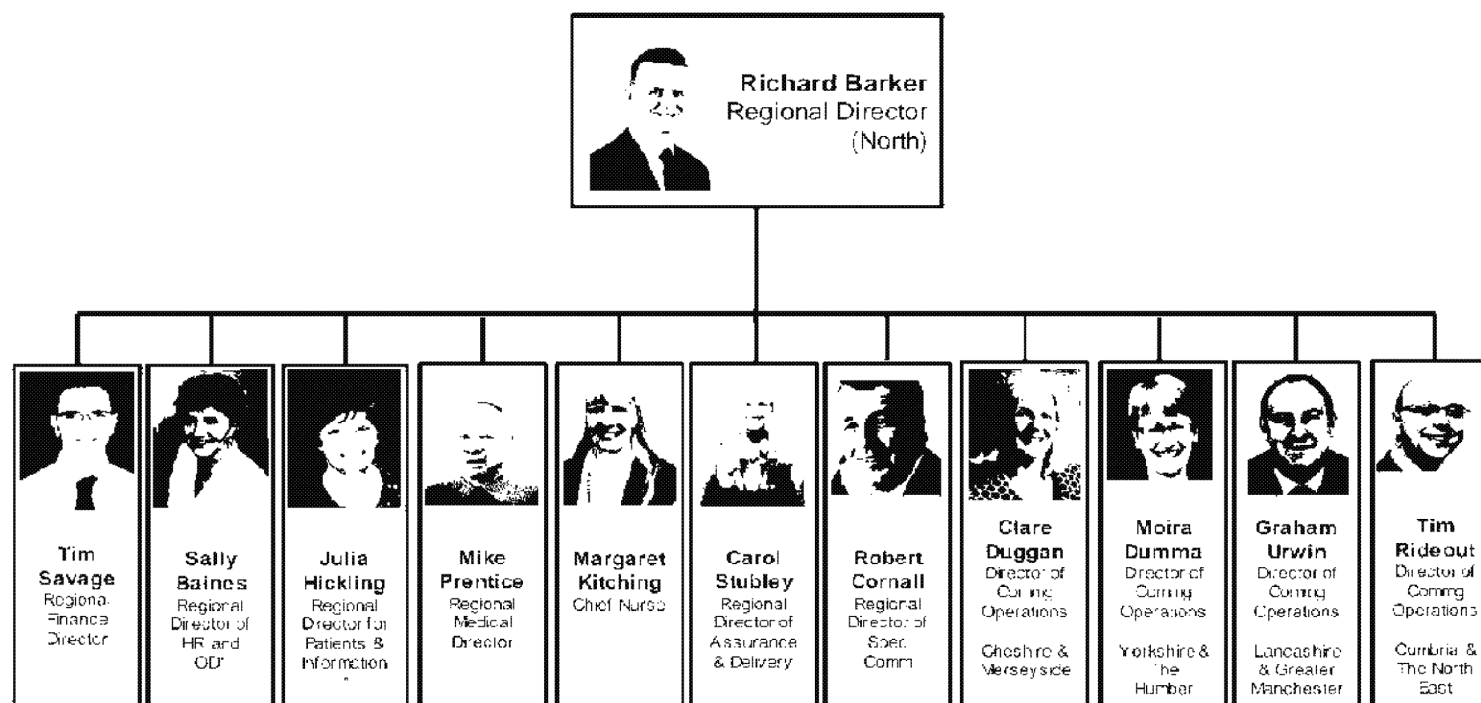 Richard Barker
Regional Director
(North)
Tim
Savage
Regional
Finance
Director
Sally
Baines
Regional
Director of
HR and
OD*
Julia
Hickling
Regional
Director for
Patients &
Information
*
Mike
Prentice
Regional
Medical
Director
Margaret
Kitching
Chief Nurse
Carol
Stubley
Regional
Director of
Assurance
& Delivery
Robert
Cornall
Regional
Director of
Spec
Comm
Clare
Duggan
Director of
Coming
Operations
Cheshire &
Merseyside
Moira
Dumma
Director of
Coming
Operations
Yorkshire &
The
Humber
Graham
Urwin
Director of
Coming
Operations
Lancashire
& Greater
Manchester
Tim
Rideout
Director of
Coming
Operations
Cumbria &
The North
East